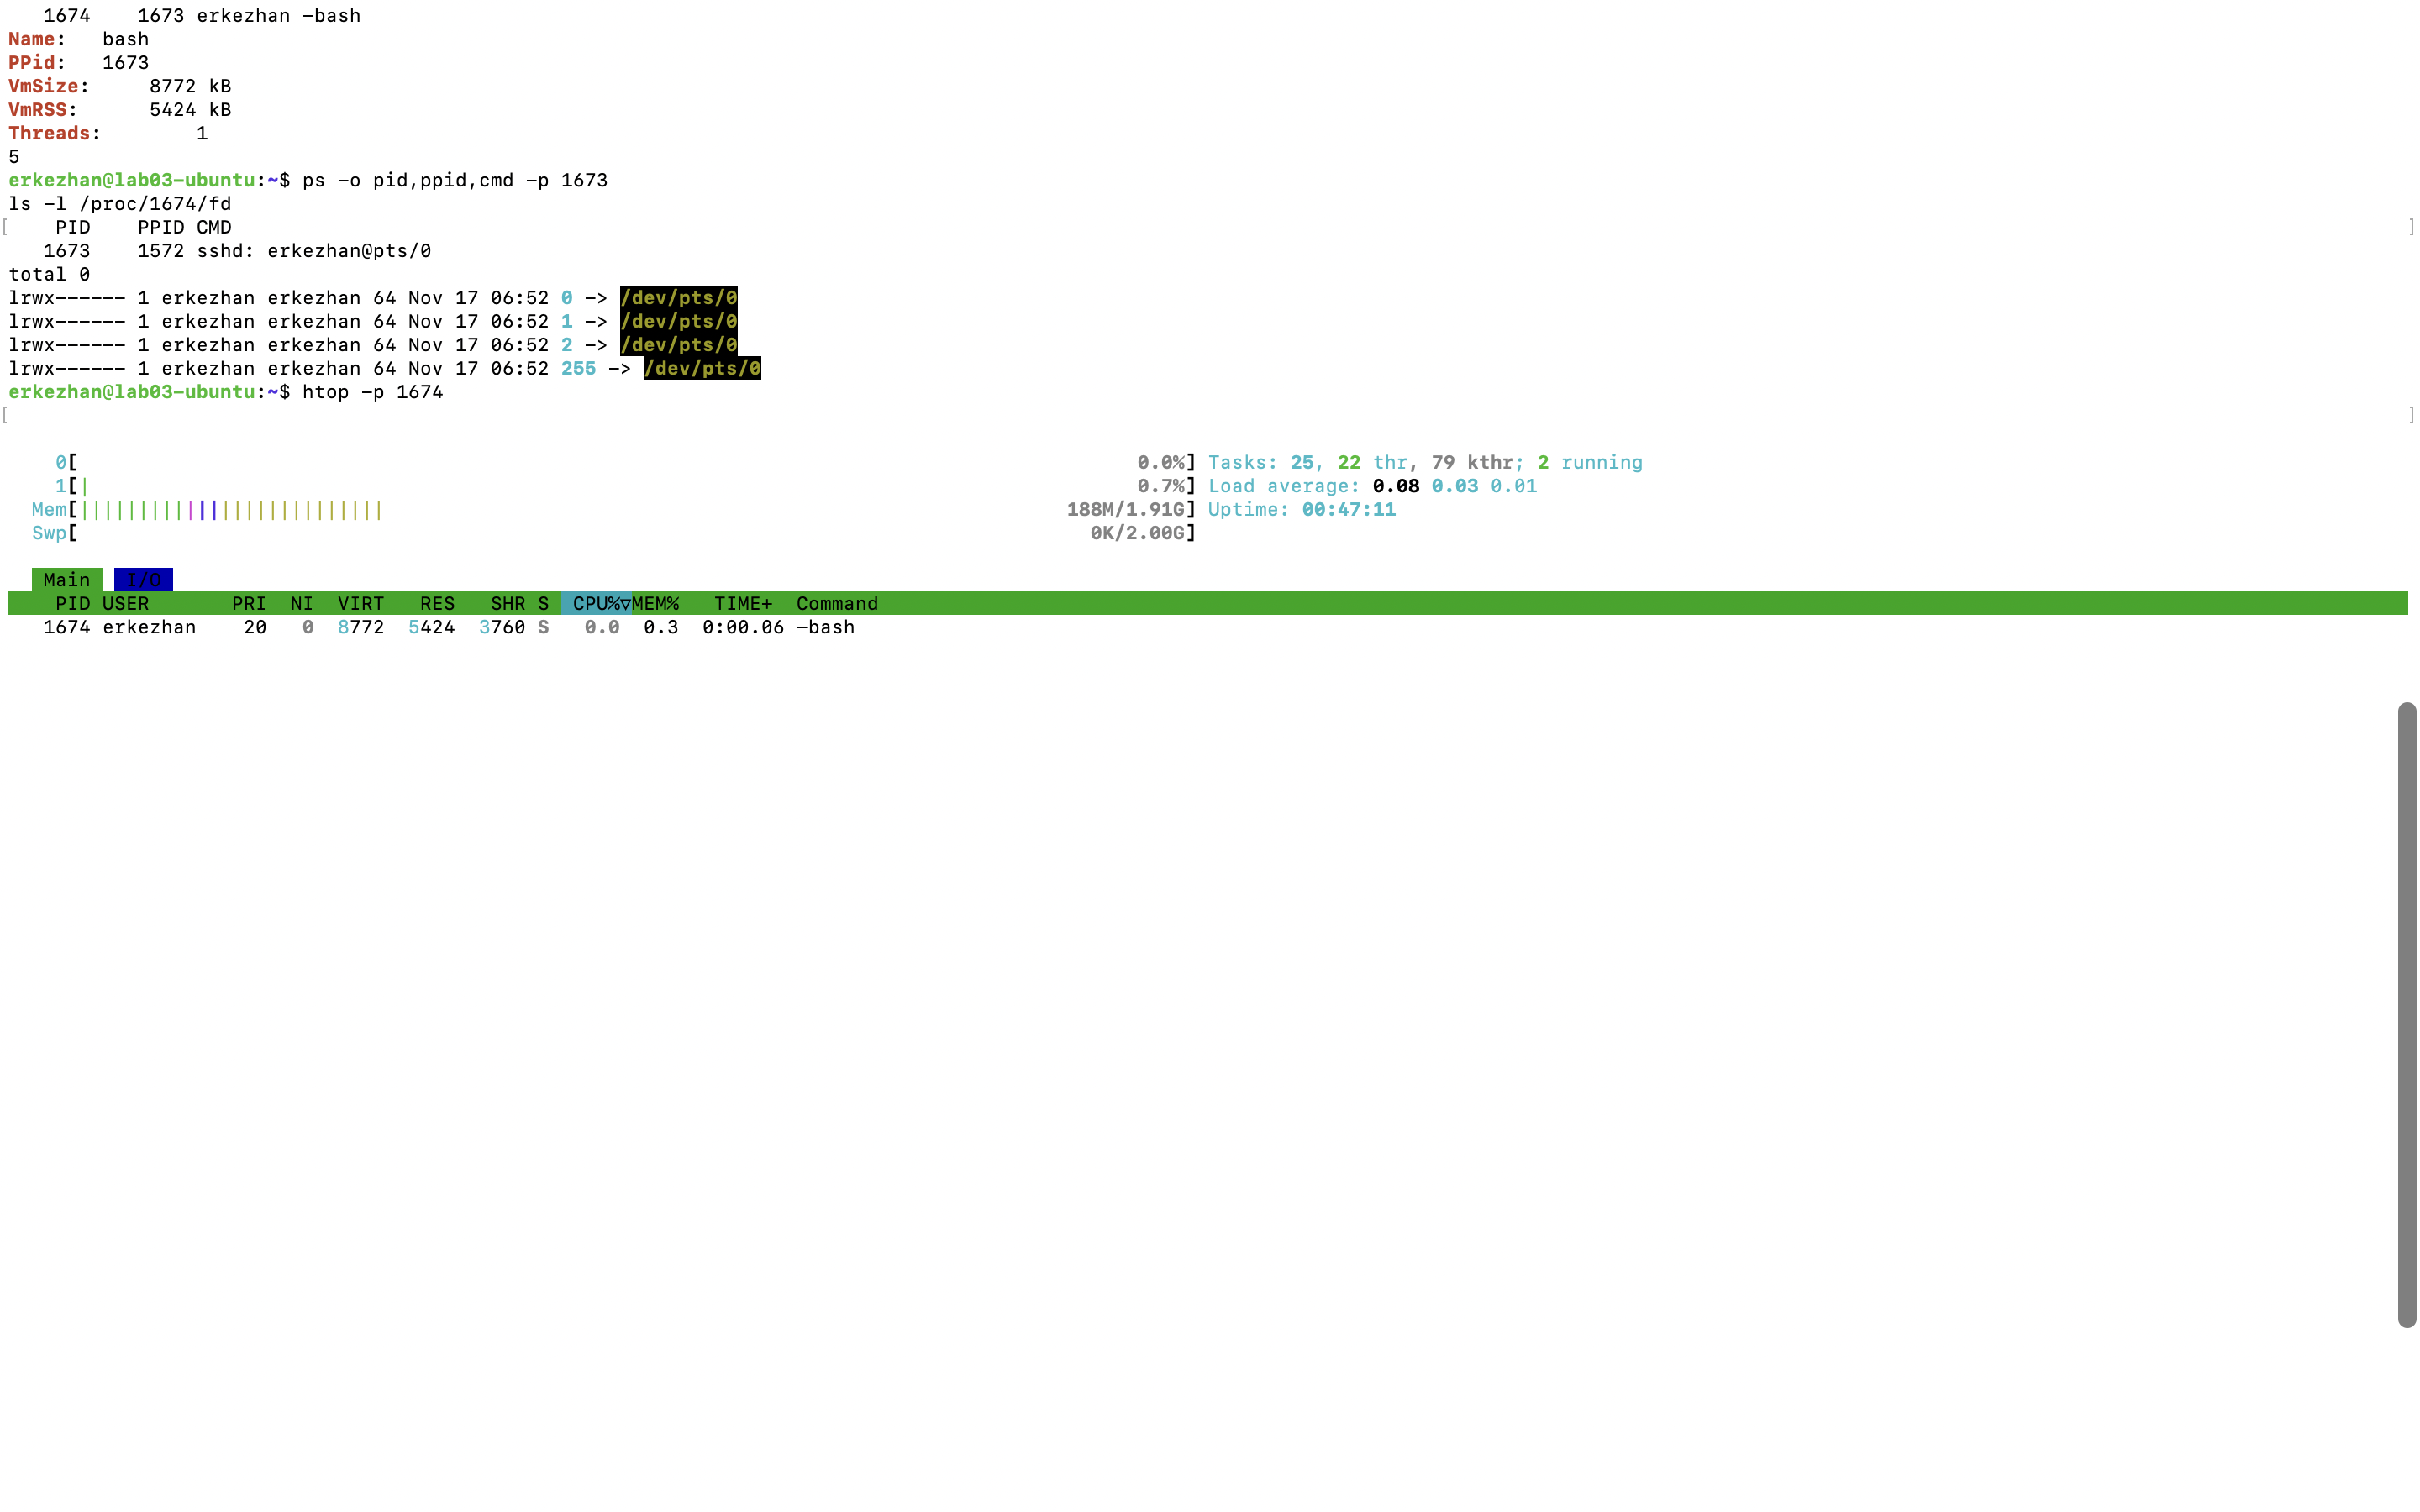 1674    1673 erkezhan -bash
Name:   bash
PPid:   1673
VmSize:     8772 kB
VmRSS:      5424 kB
Threads:        1
5
erkezhan@lab03-ubuntu:~$ ps -o pid,ppid,cmd -p 1673
ls -l /proc/1674/fd
[    PID    PPID CMD ]
1673    1572 sshd: erkezhan@pts/0
total 0
lrwx------ 1 erkezhan erkezhan 64 Nov 17 06:52 0 -> /dev/pts/0
lrwx------ 1 erkezhan erkezhan 64 Nov 17 06:52 1 -> /dev/pts/0
lrwx------ 1 erkezhan erkezhan 64 Nov 17 06:52 2 -> /dev/pts/0
lrwx------ 1 erkezhan erkezhan 64 Nov 17 06:52 255 -> /dev/pts/0
erkezhan@lab03-ubuntu:~$ htop -p 1674
[ ]
0[ 0.0%] Tasks: 25, 22 thr, 79 kthr; 2 running
1[| 0.7%] Load average: 0.08 0.03 0.01
Mem[|||||||||||||||||||||||||| 188M/1.91G] Uptime: 00:47:11
Swp[ 0K/2.00G]
Main I/O
PID USER       PRI  NI  VIRT   RES   SHR S  CPU%▽MEM%   TIME+  Command
1674 erkezhan    20   0  8772  5424  3760 S   0.0  0.3  0:00.06 -bash